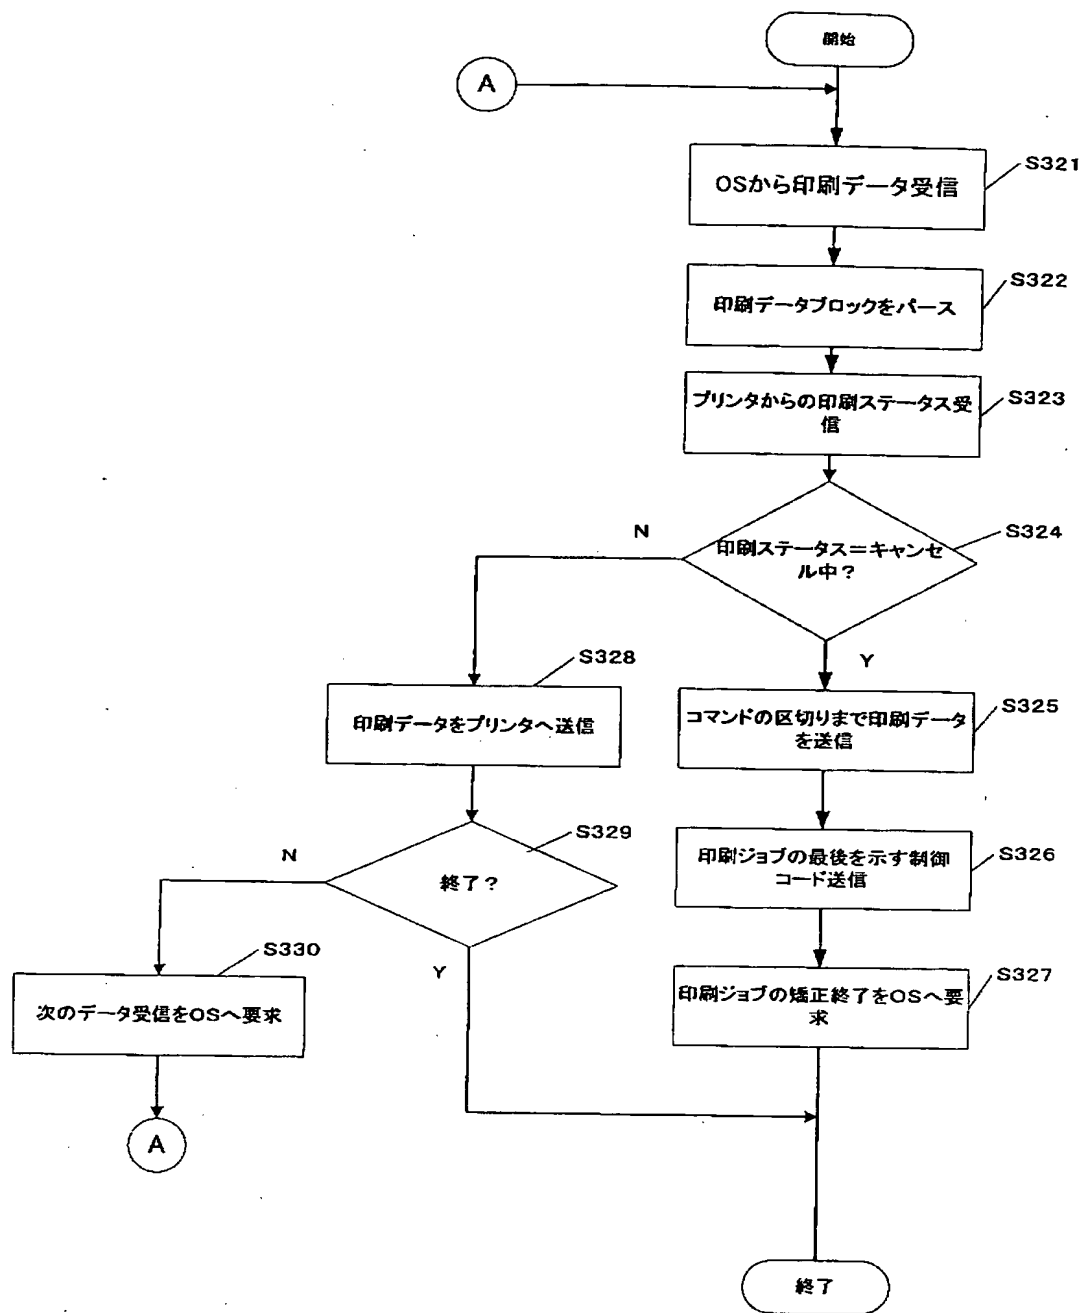 開始
A
S321
OSから印刷データ受信
S322
印刷データブロックをパース
S323
プリンタからの印刷ステータス受
信
S324
N
印刷ステータス=キャンセ
ル中?
Y
S328
印刷データをプリンタへ送信
S325
コマンドの区切りまで印刷データ
を送信
S329
N
終了?
Y
S326
印刷ジョブの最後を示す制御
コード送信
S330
次のデータ受信をOSへ要求
S327
印刷ジョブの矯正終了をOSへ要
求
A
終了